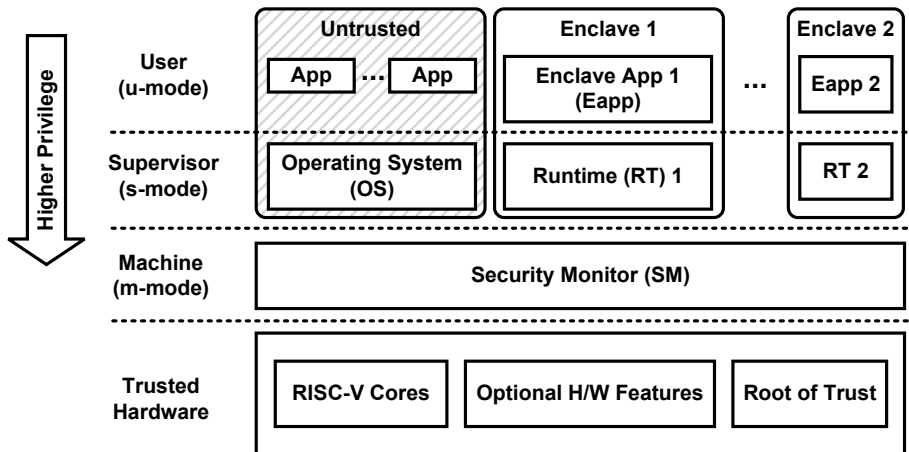 Higher Privilege
Untrusted
Enclave 1
Enclave 2
User
(u-mode)
App
...
App
Enclave App 1
(Eapp)
...
Eapp 2
Supervisor
(s-mode)
Operating System
(OS)
Runtime (RT) 1
RT 2
Machine
(m-mode)
Security Monitor (SM)
Trusted
Hardware
RISC-V Cores
Optional H/W Features
Root of Trust